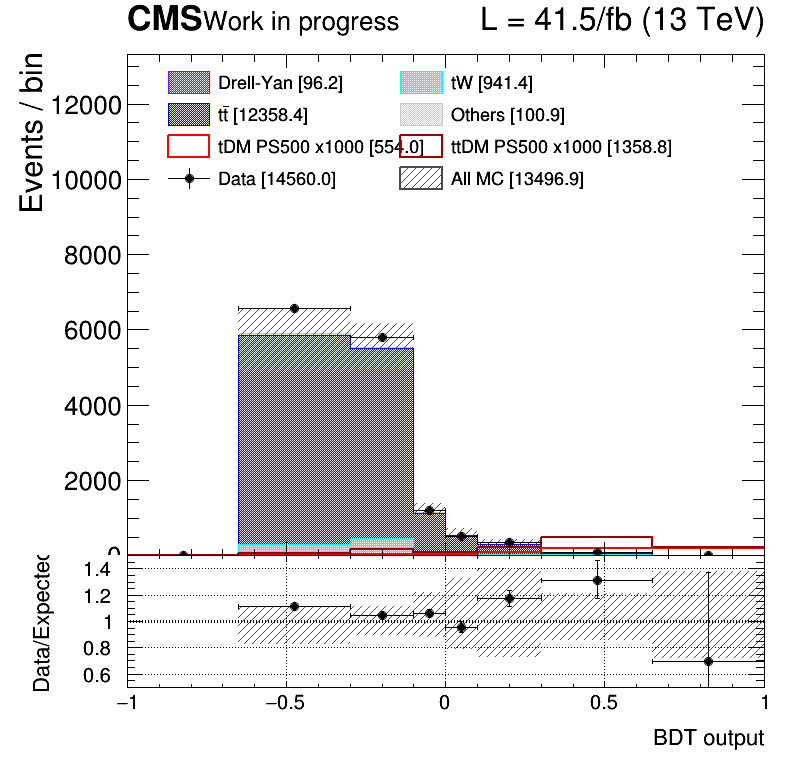 CMS Work in progress L = 41.5/fb (13 TeV)
Events / bin
12000
10000
8000
6000
4000
2000
0
Drell-Yan [96.2]
tW [941.4]
tt̄ [12358.4]
Others [100.9]
tDM PS500 x1000 [554.0]
ttDM PS500 x1000 [1358.8]
Data [14560.0]
All MC [13496.9]
Data/Expected
1.4
1.2
1
0.8
0.6
−1 −0.5 0 0.5 1
BDT output